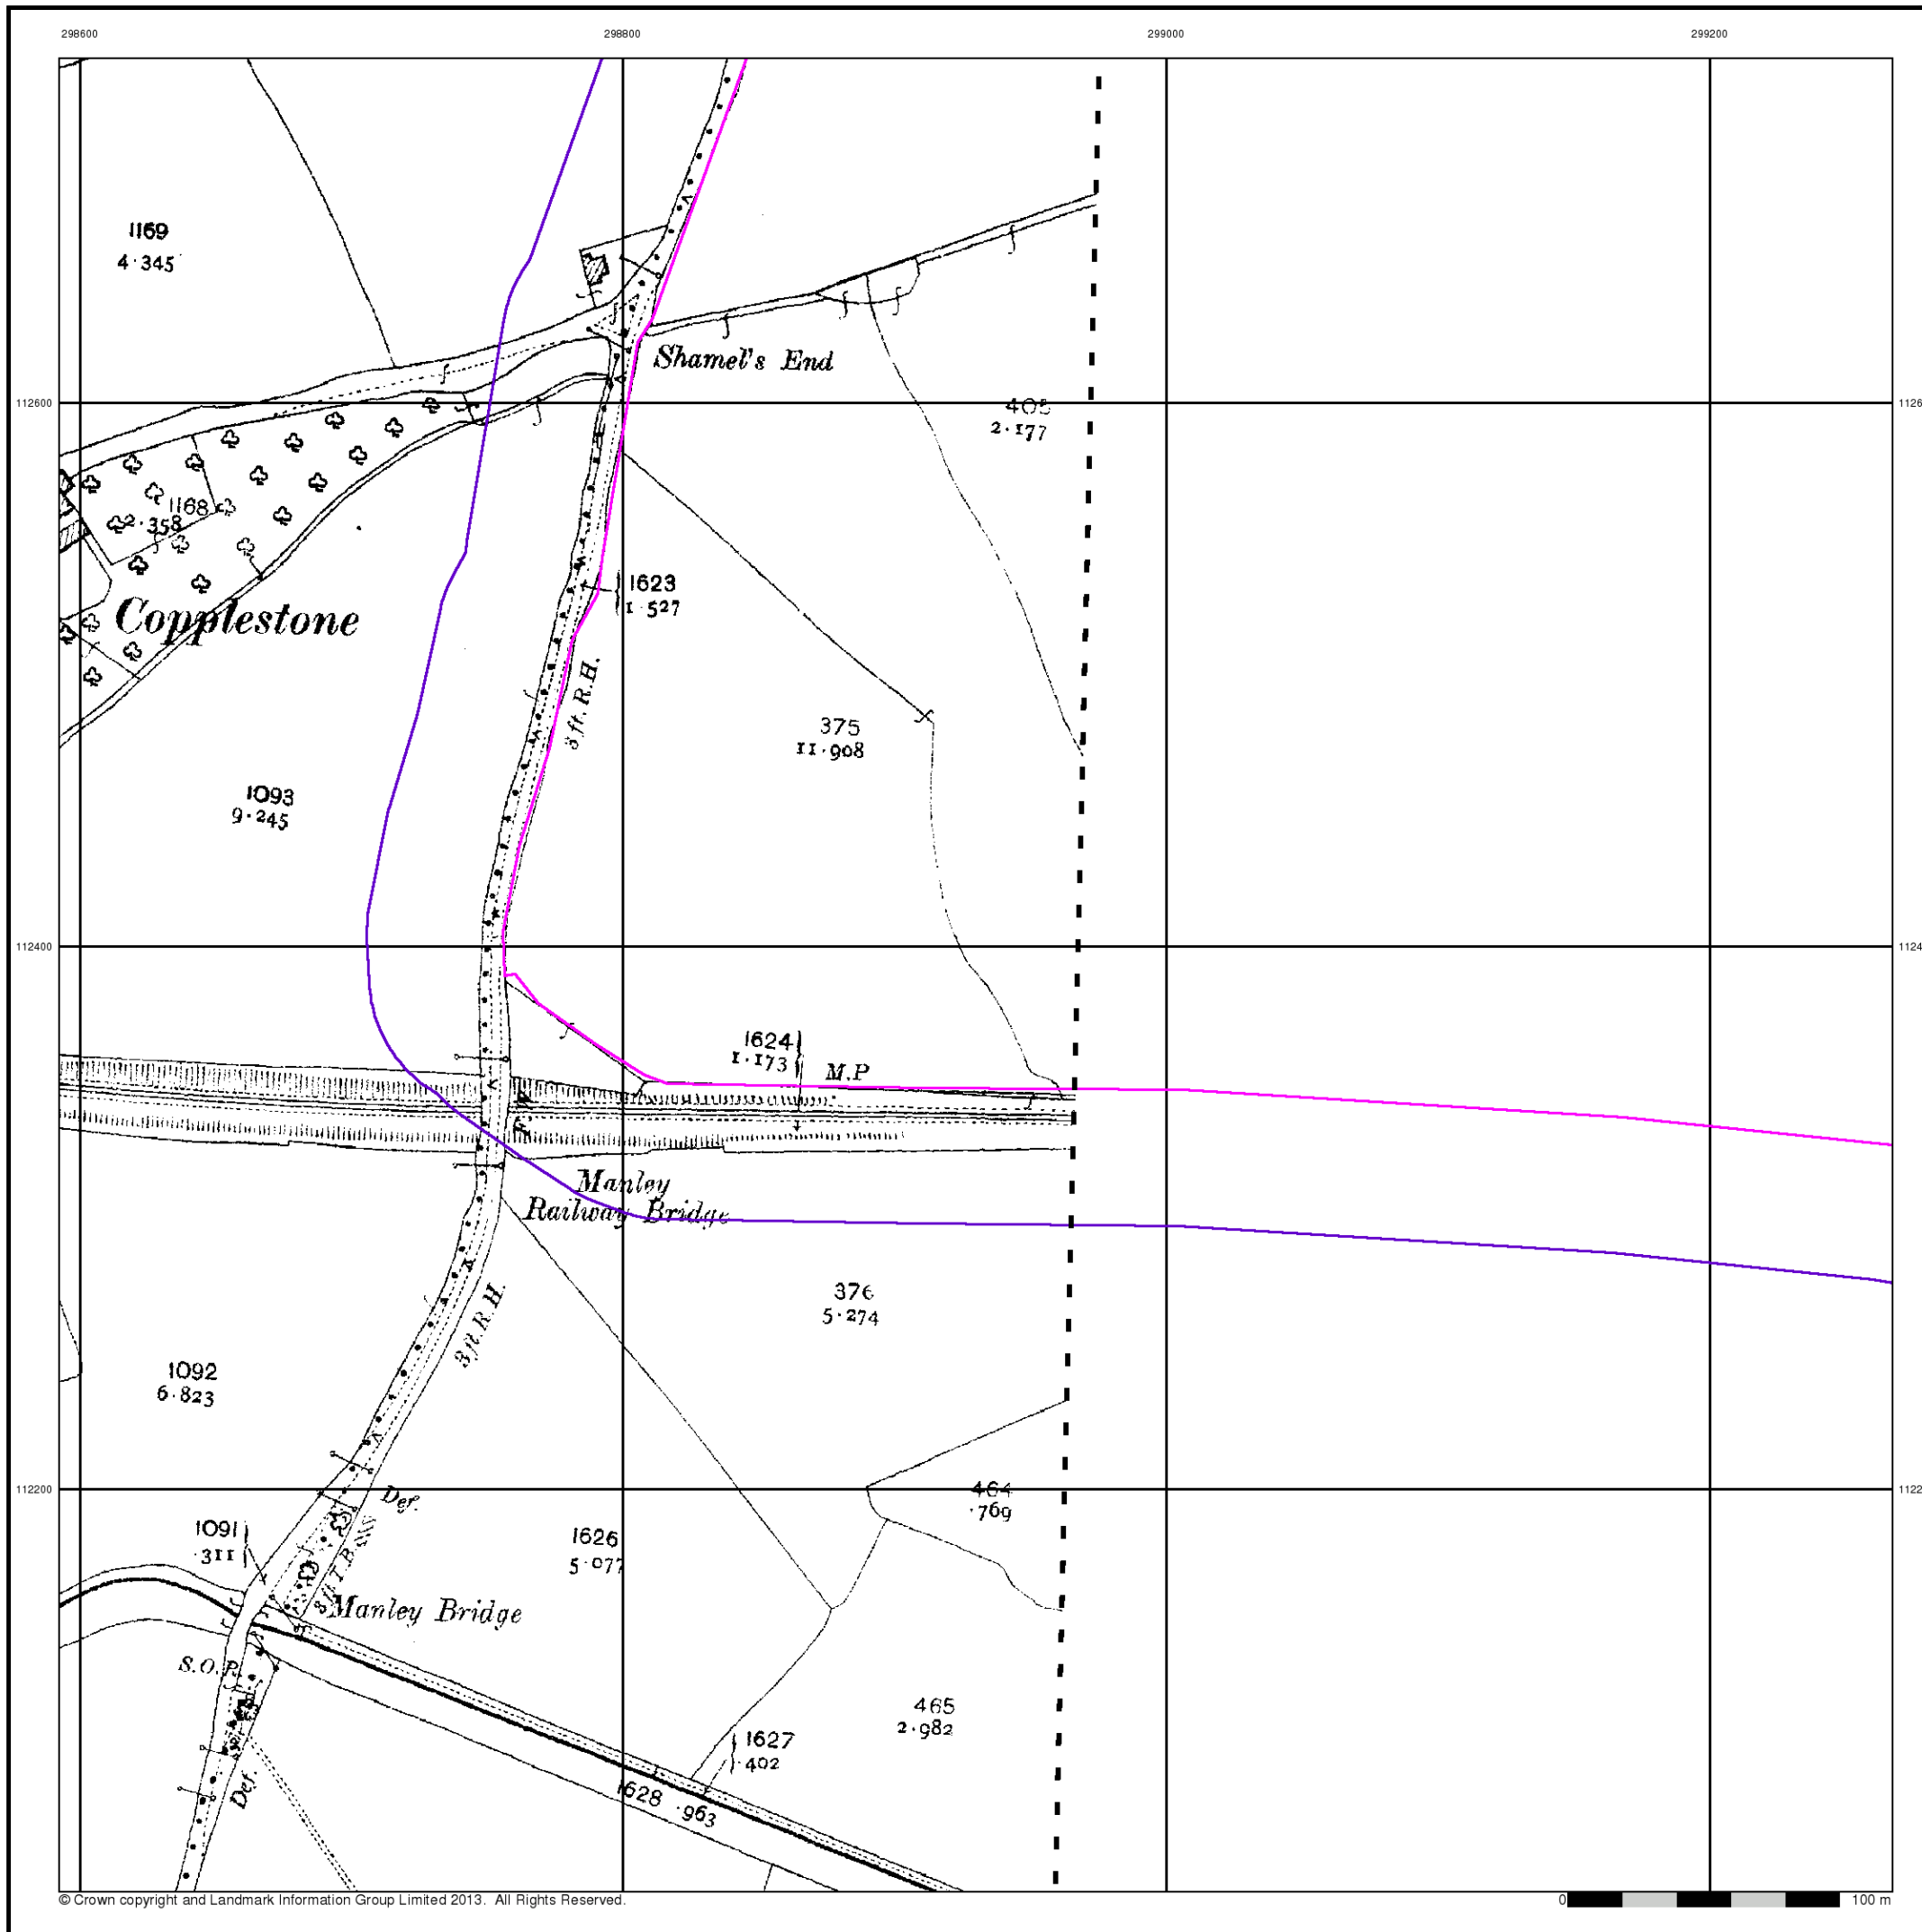 298600 298800 299000 299200
1169
4·345
Shamel's End
112600
1126
405
2·177
1168
2·358
Copplestone
1623
1·527
3 ft. R.H.
375
11·908
1093
9·245
112400
1124
1624
1·173
M.P
F.W.
Manley
Railway Bridge
376
5·274
3 ft. R.H.
1092
6·823
112200
1122
Def.
464
·769
1091
·311
1626
5·077
Manley Bridge
S.O.P.
465
2·982
1627
·402
1628 ·963
Def.
© Crown copyright and Landmark Information Group Limited 2013. All Rights Reserved.
0 100 m